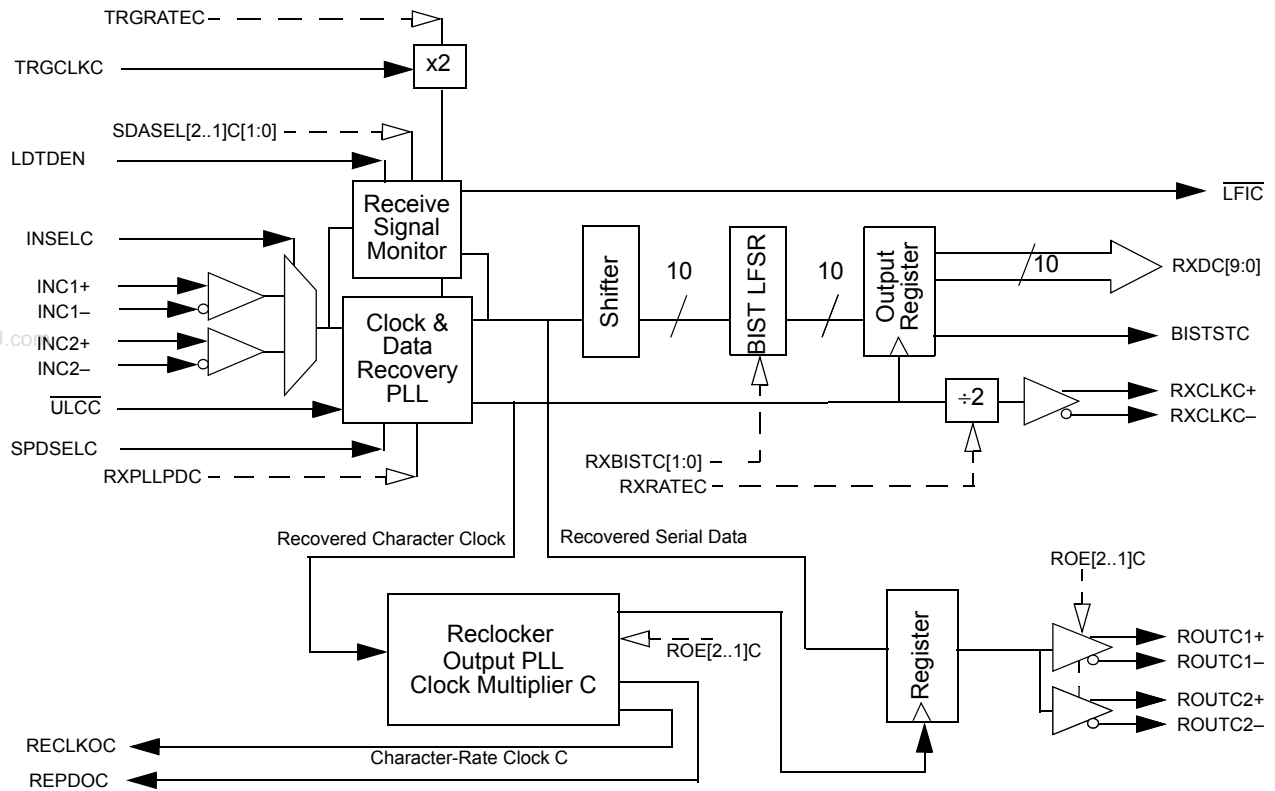 TRGRATEC
x2
TRGCLKC
SDASEL[2..1]C[1:0]
LDTDEN
Receive
Signal
Monitor
LFIC
INSELC
INC1+
INC1–
INC2+
INC2–
Clock &
Data
Recovery
PLL
Shifter
10
BIST LFSR
10
Output
Register
10
RXDC[9:0]
BISTSTC
ULCC
÷2
RXCLKC+
RXCLKC–
SPDSELC
RXPLLPDC
RXBISTC[1:0]
RXRATEC
Recovered Character Clock
Recovered Serial Data
ROE[2..1]C
Reclocker
Output PLL
Clock Multiplier C
ROE[2..1]C
Register
ROUTC1+
ROUTC1–
ROUTC2+
ROUTC2–
RECLKOC
Character-Rate Clock C
REPDOC